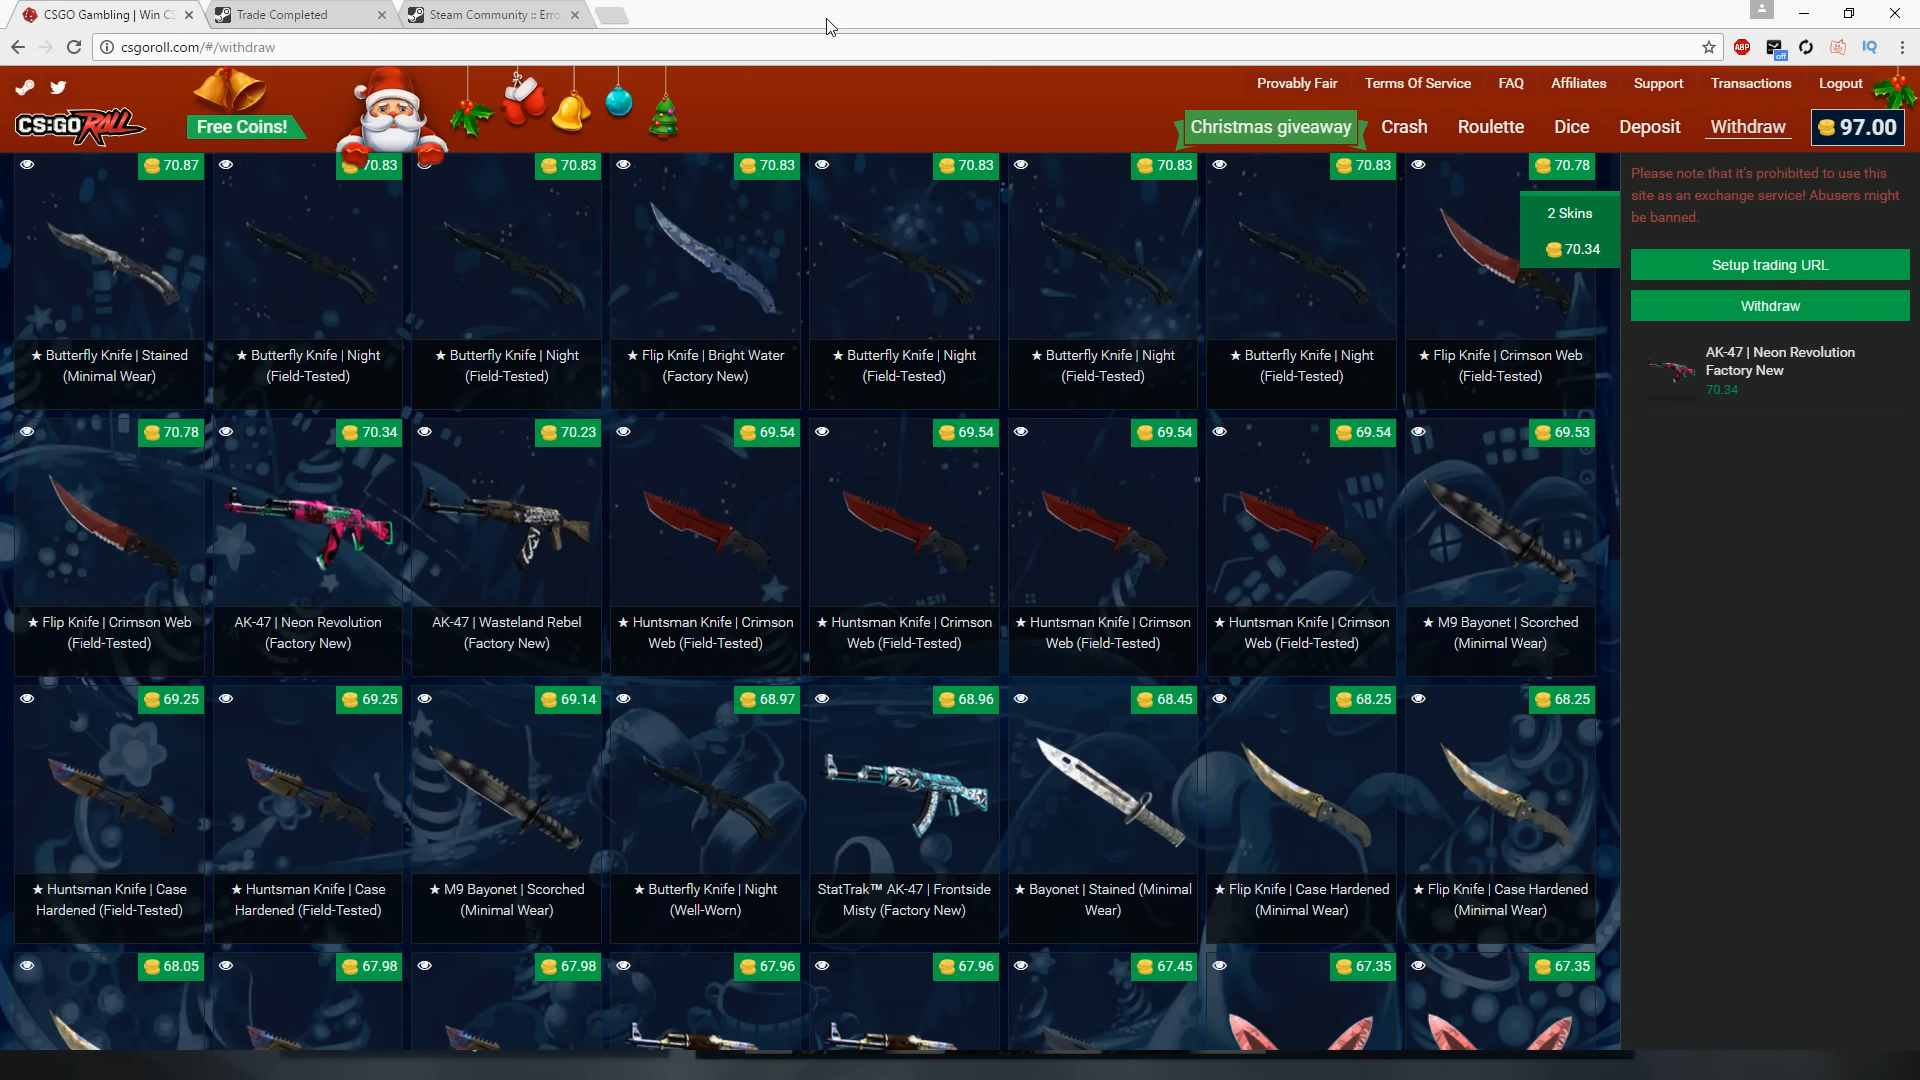 CSGO Gambling | Win CS
Trade Completed
Steam Community :: Erro
csgoroll.com/#/withdraw
ABP
off
IQ
Provably Fair
Terms Of Service
FAQ
Affiliates
Support
Transactions
Logout
CS:GO ROLL
Free Coins!
Christmas giveaway
Crash
Roulette
Dice
Deposit
Withdraw
97.00
70.87
70.83
70.83
70.83
70.83
70.83
70.83
70.78
★ Butterfly Knife | Stained
(Minimal Wear)
★ Butterfly Knife | Night
(Field-Tested)
★ Butterfly Knife | Night
(Field-Tested)
★ Flip Knife | Bright Water
(Factory New)
★ Butterfly Knife | Night
(Field-Tested)
★ Butterfly Knife | Night
(Field-Tested)
★ Butterfly Knife | Night
(Field-Tested)
★ Flip Knife | Crimson Web
(Field-Tested)
2 Skins
70.34
Please note that it's prohibited to use this
site as an exchange service! Abusers might
be banned.
Setup trading URL
Withdraw
AK-47 | Neon Revolution
Factory New
70.34
70.78
70.34
70.23
69.54
69.54
69.54
69.54
69.53
★ Flip Knife | Crimson Web
(Field-Tested)
AK-47 | Neon Revolution
(Factory New)
AK-47 | Wasteland Rebel
(Factory New)
★ Huntsman Knife | Crimson
Web (Field-Tested)
★ Huntsman Knife | Crimson
Web (Field-Tested)
★ Huntsman Knife | Crimson
Web (Field-Tested)
★ Huntsman Knife | Crimson
Web (Field-Tested)
★ M9 Bayonet | Scorched
(Minimal Wear)
69.25
69.25
69.14
68.97
68.96
68.45
68.25
68.25
★ Huntsman Knife | Case
Hardened (Field-Tested)
★ Huntsman Knife | Case
Hardened (Field-Tested)
★ M9 Bayonet | Scorched
(Minimal Wear)
★ Butterfly Knife | Night
(Well-Worn)
StatTrak™ AK-47 | Frontside
Misty (Factory New)
★ Bayonet | Stained (Minimal
Wear)
★ Flip Knife | Case Hardened
(Minimal Wear)
★ Flip Knife | Case Hardened
(Minimal Wear)
68.05
67.98
67.98
67.96
67.96
67.45
67.35
67.35